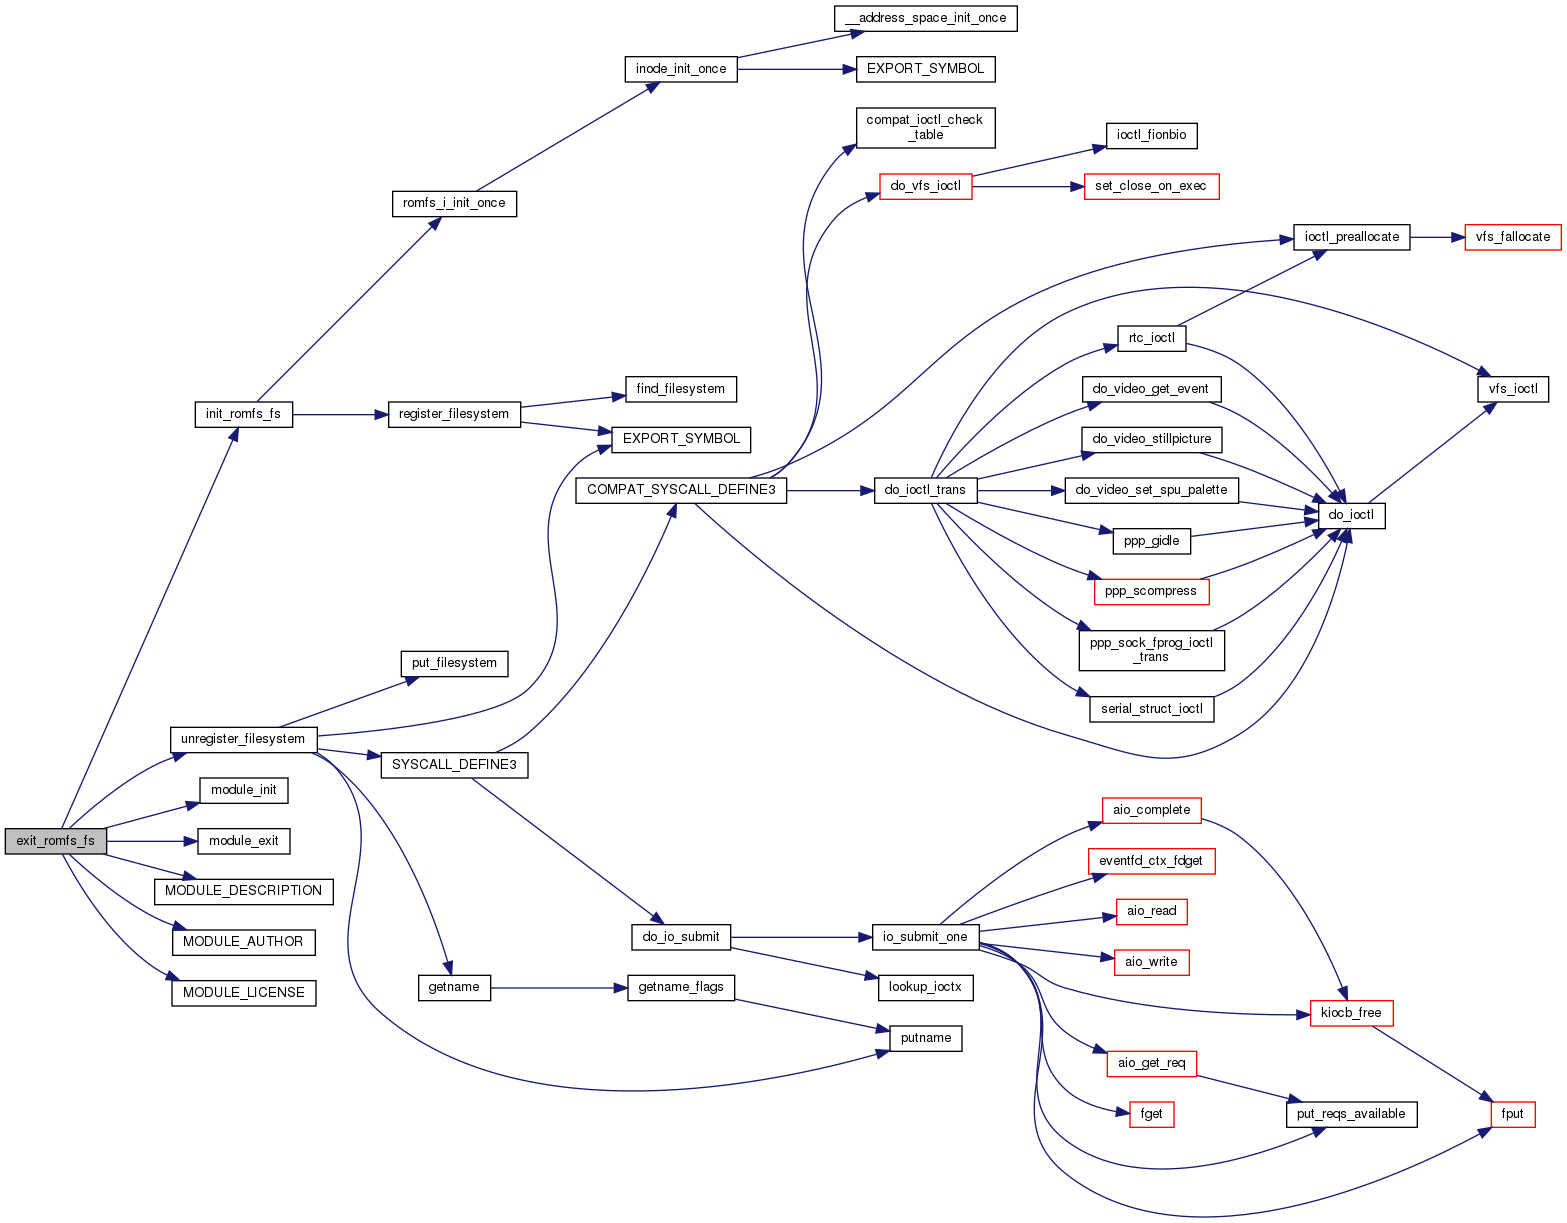 __address_space_init_once
inode_init_once
EXPORT_SYMBOL
compat_ioctl_check
_table
ioctl_fionbio
do_vfs_ioctl
set_close_on_exec
romfs_i_init_once
ioctl_preallocate
vfs_fallocate
rtc_ioctl
find_filesystem
do_video_get_event
vfs_ioctl
init_romfs_fs
register_filesystem
EXPORT_SYMBOL
do_video_stillpicture
COMPAT_SYSCALL_DEFINE3
do_ioctl_trans
do_video_set_spu_palette
do_ioctl
ppp_gidle
ppp_scompress
ppp_sock_fprog_ioctl
_trans
put_filesystem
serial_struct_ioctl
unregister_filesystem
SYSCALL_DEFINE3
module_init
aio_complete
exit_romfs_fs
module_exit
eventfd_ctx_fdget
MODULE_DESCRIPTION
aio_read
MODULE_AUTHOR
do_io_submit
io_submit_one
aio_write
getname
getname_flags
lookup_ioctx
MODULE_LICENSE
kiocb_free
putname
aio_get_req
fget
put_reqs_available
fput